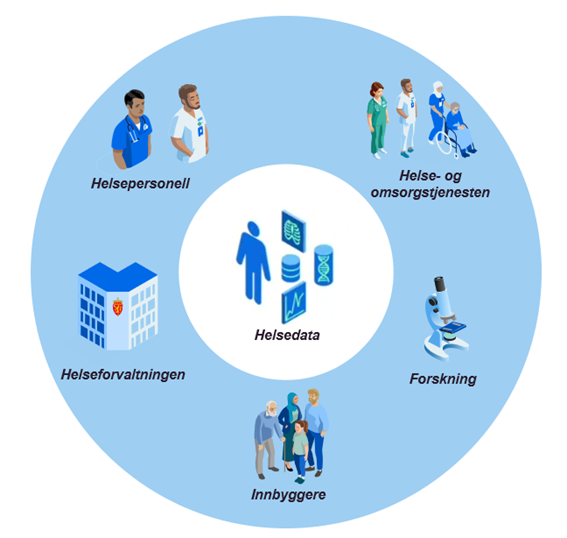 Helsepersonell
Helse- og
omsorgstjenesten
Helsedata
Helseforvaltningen
Forskning
Innbyggere